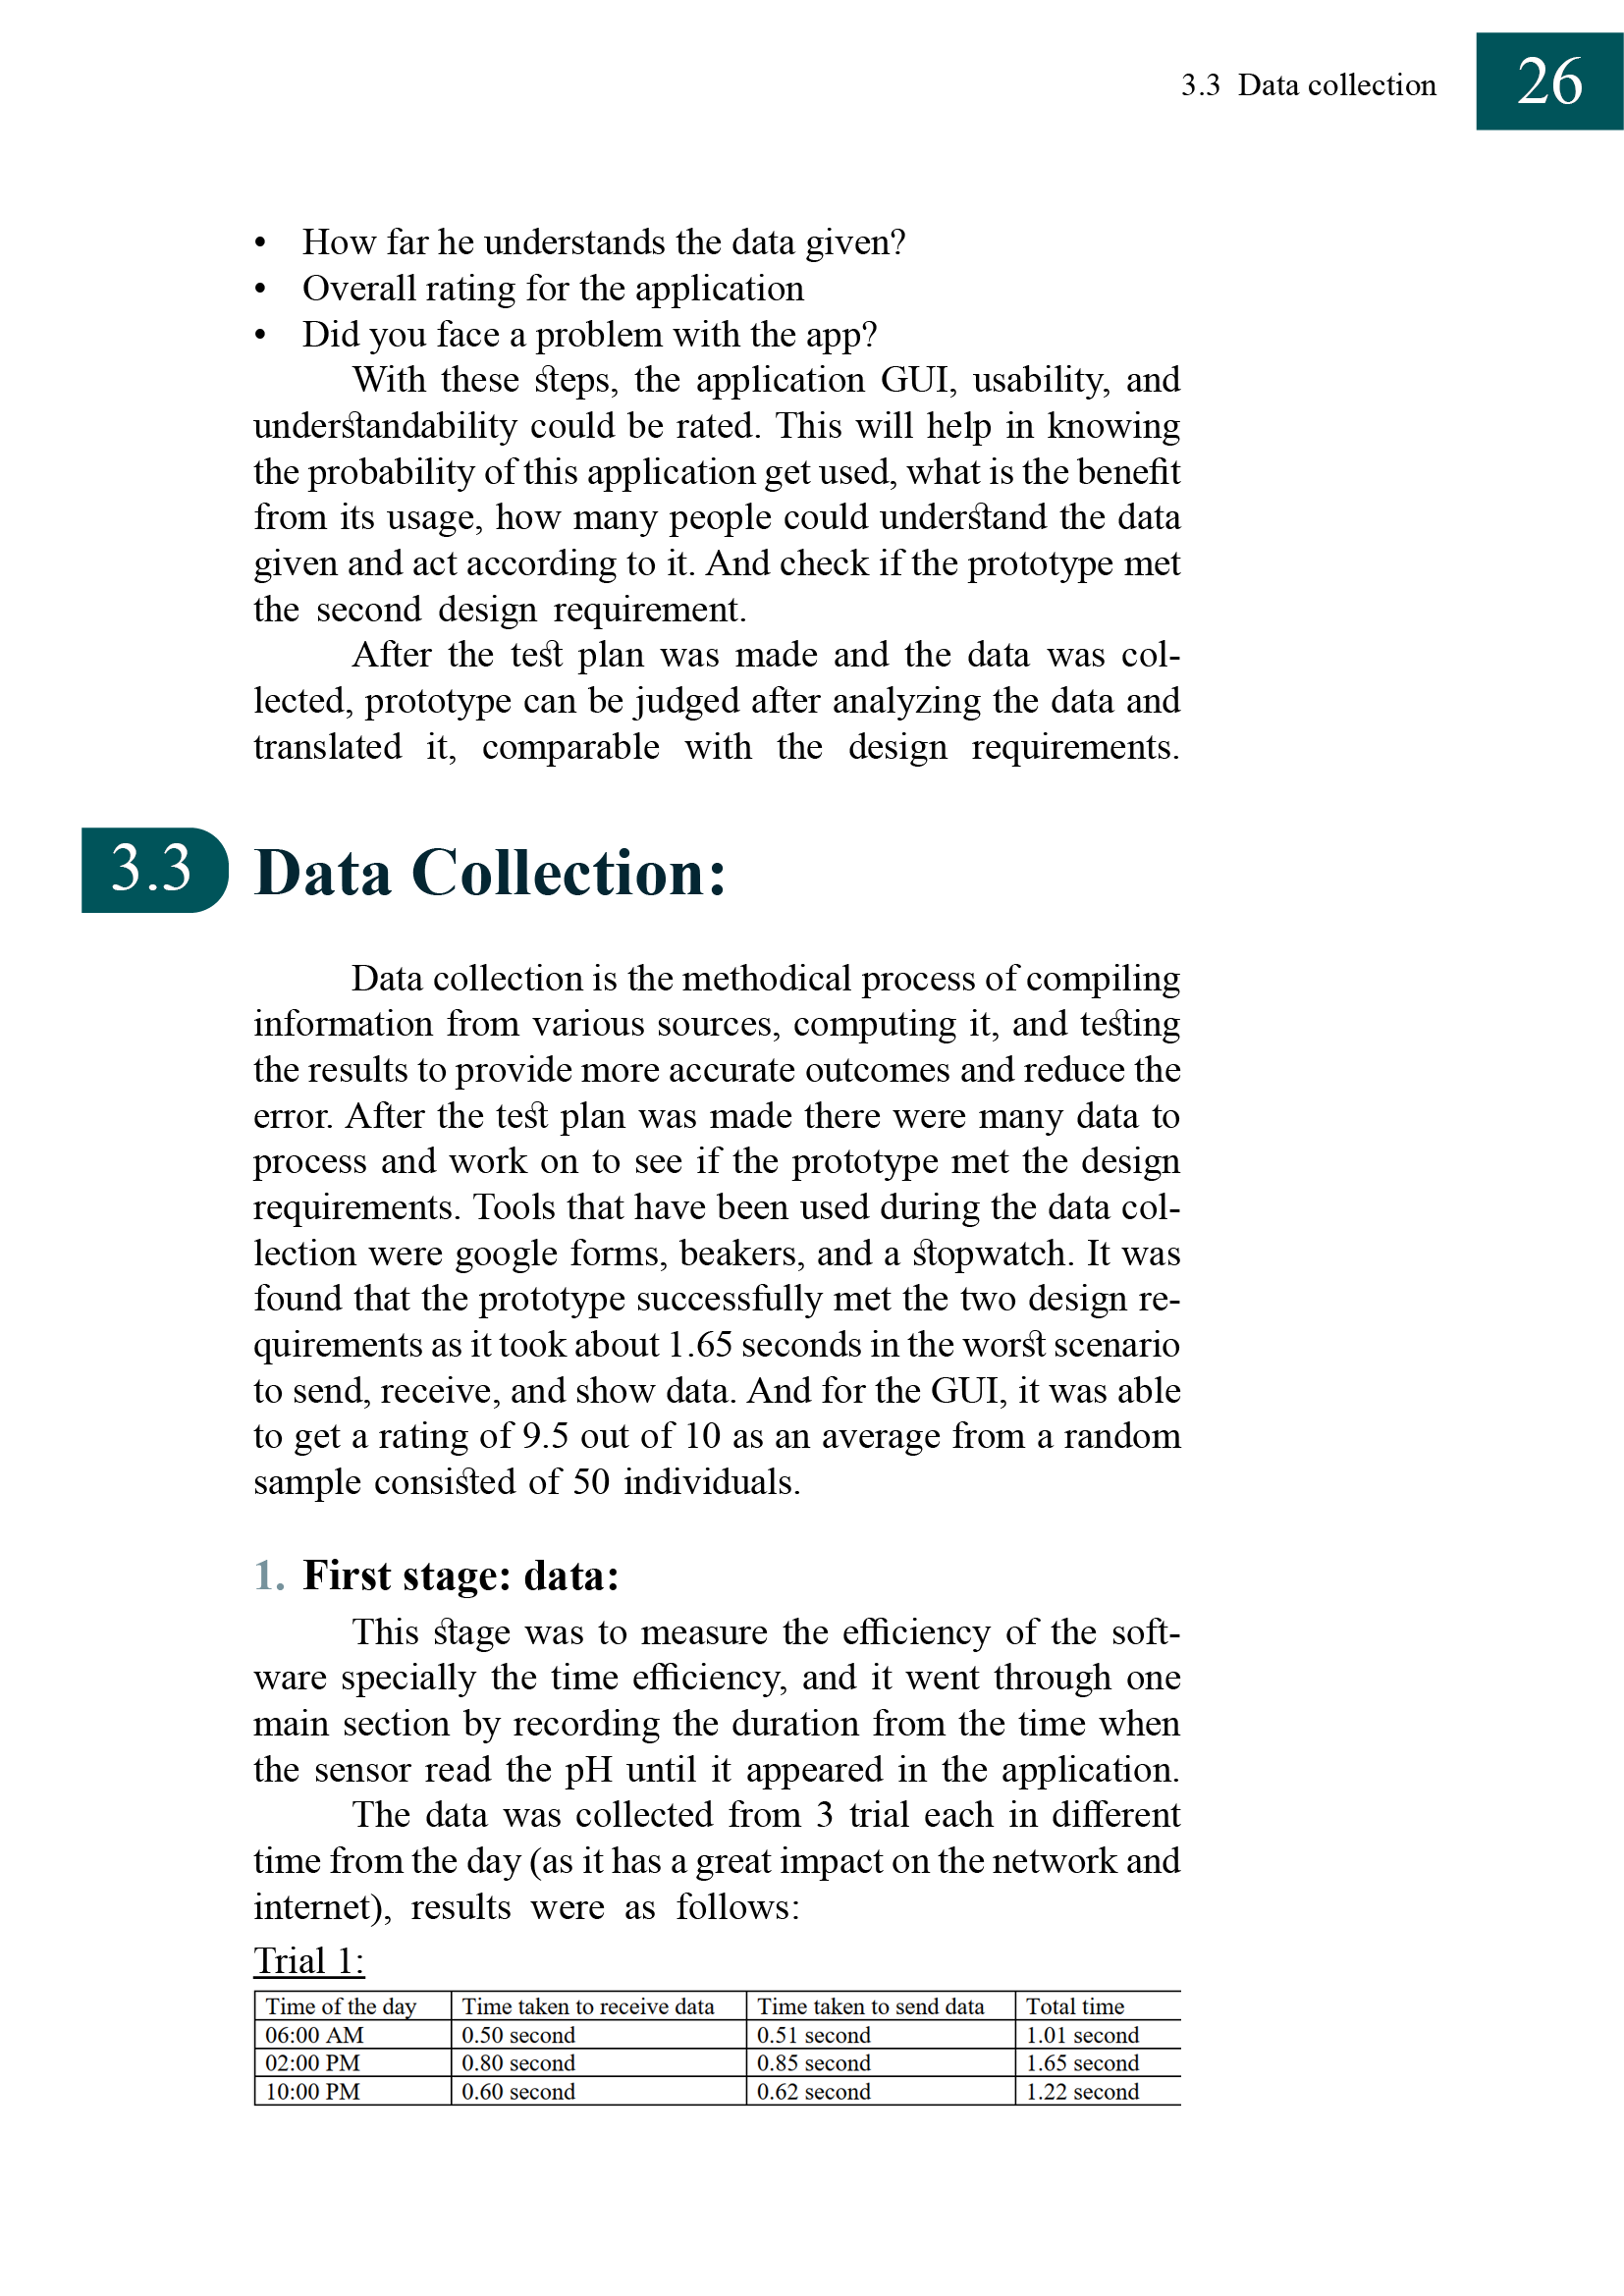 3.3 Data collection
26
• How far he understands the data given?
• Overall rating for the application
• Did you face a problem with the app?
With these steps, the application GUI, usability, and
understandability could be rated. This will help in knowing
the probability of this application get used, what is the benefit
from its usage, how many people could understand the data
given and act according to it. And check if the prototype met
the second design requirement.
After the test plan was made and the data was col-
lected, prototype can be judged after analyzing the data and
translated it, comparable with the design requirements.
3.3 Data Collection:
Data collection is the methodical process of compiling
information from various sources, computing it, and testing
the results to provide more accurate outcomes and reduce the
error. After the test plan was made there were many data to
process and work on to see if the prototype met the design
requirements. Tools that have been used during the data col-
lection were google forms, beakers, and a stopwatch. It was
found that the prototype successfully met the two design re-
quirements as it took about 1.65 seconds in the worst scenario
to send, receive, and show data. And for the GUI, it was able
to get a rating of 9.5 out of 10 as an average from a random
sample consisted of 50 individuals.
1. First stage: data:
This stage was to measure the efficiency of the soft-
ware specially the time efficiency, and it went through one
main section by recording the duration from the time when
the sensor read the pH until it appeared in the application.
The data was collected from 3 trial each in different
time from the day (as it has a great impact on the network and
internet), results were as follows:
Trial 1:
Time of the day Time taken to receive data Time taken to send data Total time
06:00 AM 0.50 second 0.51 second 1.01 second
02:00 PM 0.80 second 0.85 second 1.65 second
10:00 PM 0.60 second 0.62 second 1.22 second